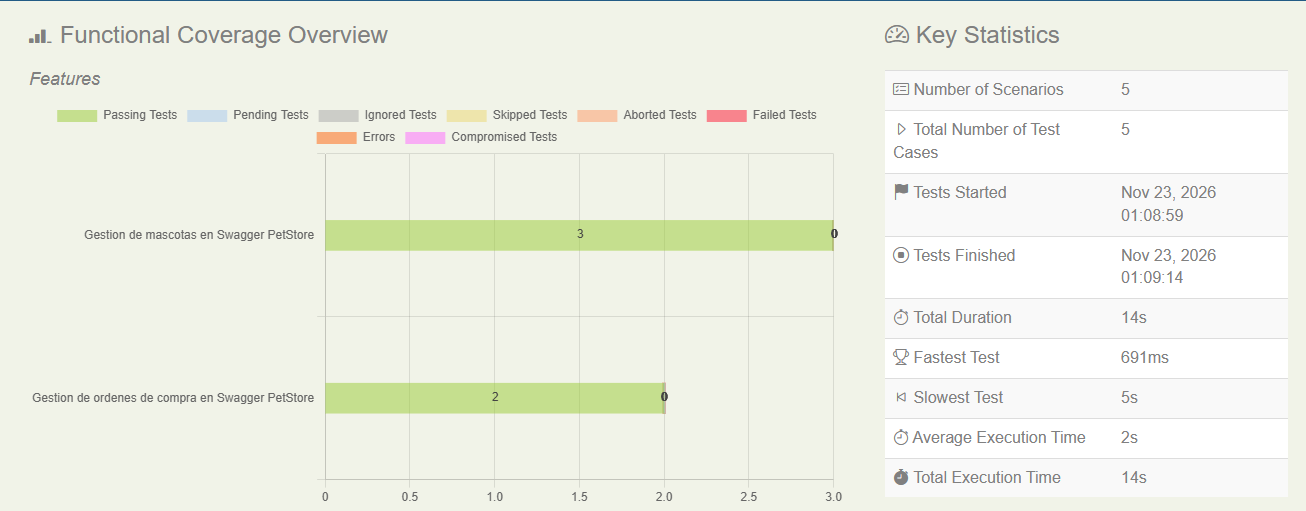 Functional Coverage Overview
Features
Passing Tests
Pending Tests
Ignored Tests
Skipped Tests
Aborted Tests
Failed Tests
Errors
Compromised Tests
Gestion de mascotas en Swagger PetStore
3
0
Gestion de ordenes de compra en Swagger PetStore
2
0
0
0.5
1.0
1.5
2.0
2.5
3.0
Key Statistics
Number of Scenarios
5
Total Number of Test
Cases
5
Tests Started
Nov 23, 2026
01:08:59
Tests Finished
Nov 23, 2026
01:09:14
Total Duration
14s
Fastest Test
691ms
Slowest Test
5s
Average Execution Time
2s
Total Execution Time
14s